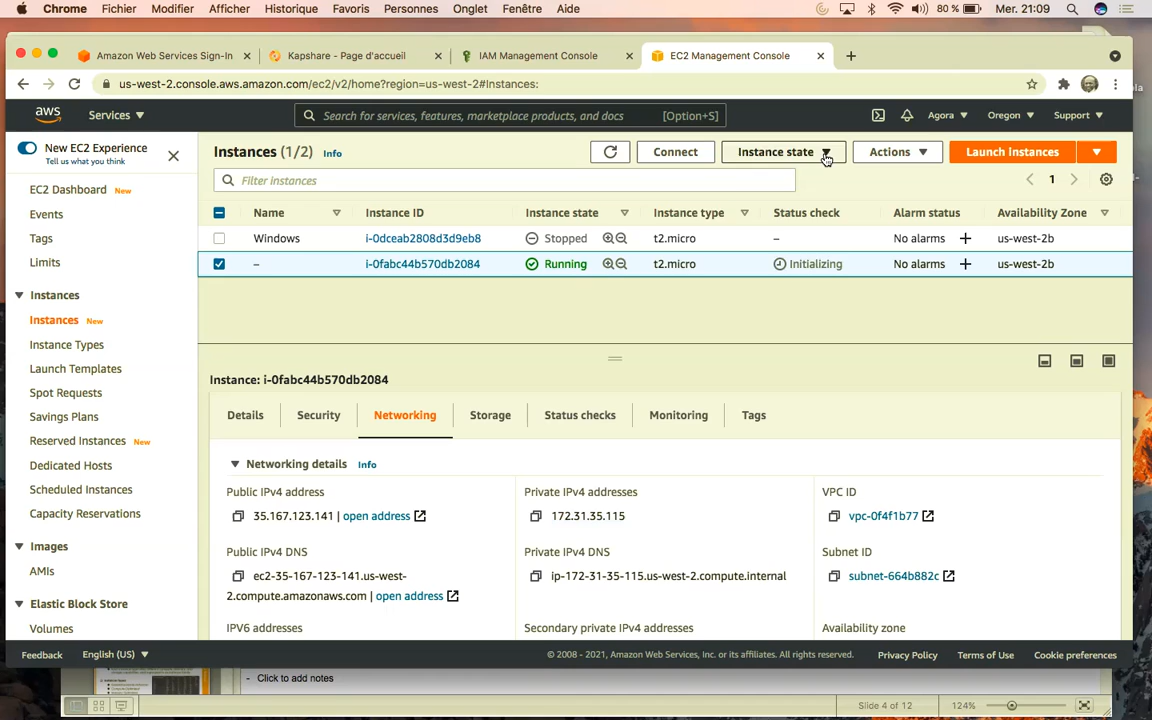 Chrome Fichier Modifier Afficher Historique Favoris Personnes Onglet Fenêtre Aide 80 % Mer. 21:09
Amazon Web Services Sign-In Kapshare - Page d'accueil IAM Management Console EC2 Management Console
us-west-2.console.aws.amazon.com/ec2/v2/home?region=us-west-2#Instances:
aws Services Search for services, features, marketplace products, and docs [Option+S] Agora Oregon Support
New EC2 Experience
Tell us what you think
EC2 Dashboard New
Events
Tags
Limits
Instances
Instances New
Instance Types
Launch Templates
Spot Requests
Savings Plans
Reserved Instances New
Dedicated Hosts
Scheduled Instances
Capacity Reservations
Images
AMIs
Elastic Block Store
Volumes
Instances (1/2) Info Connect Instance state Actions Launch instances
Filter instances 1
Name Instance ID Instance state Instance type Status check Alarm status Availability Zone
Windows i-0dceab2808d3d9eb8 Stopped t2.micro – No alarms + us-west-2b
– i-0fabc44b570db2084 Running t2.micro Initializing No alarms + us-west-2b
Instance: i-0fabc44b570db2084
Details Security Networking Storage Status checks Monitoring Tags
Networking details Info
Public IPv4 address Private IPv4 addresses VPC ID
35.167.123.141 | open address 172.31.35.115 vpc-0f4f1b77
Public IPv4 DNS Private IPv4 DNS Subnet ID
ec2-35-167-123-141.us-west- ip-172-31-35-115.us-west-2.compute.internal subnet-664b882c
2.compute.amazonaws.com | open address
IPV6 addresses Secondary private IPv4 addresses Availability zone
Feedback English (US) © 2008 - 2021, Amazon Web Services, Inc. or its affiliates. All rights reserved. Privacy Policy Terms of Use Cookie preferences
- Click to add notes
Slide 4 of 12 124%